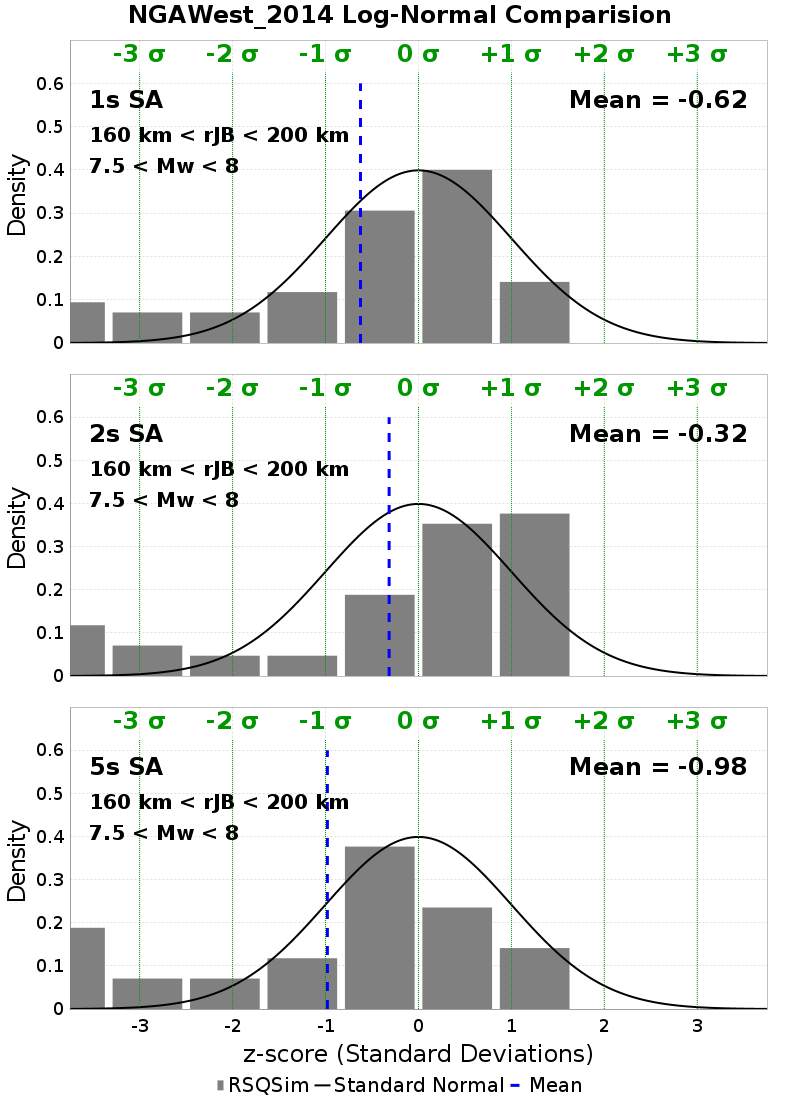 NGAWest_2014 Log-Normal Comparision
-3 σ -2 σ -1 σ 0 σ +1 σ +2 σ +3 σ
1s SA
Mean = -0.62
160 km < rJB < 200 km
7.5 < Mw < 8
0.6
0.5
0.4
0.3
0.2
0.1
0
Density
-3 σ -2 σ -1 σ 0 σ +1 σ +2 σ +3 σ
2s SA
Mean = -0.32
160 km < rJB < 200 km
7.5 < Mw < 8
0.6
0.5
0.4
0.3
0.2
0.1
0
Density
-3 σ -2 σ -1 σ 0 σ +1 σ +2 σ +3 σ
5s SA
Mean = -0.98
160 km < rJB < 200 km
7.5 < Mw < 8
0.6
0.5
0.4
0.3
0.2
0.1
0
Density
-3 -2 -1 0 1 2 3
z-score (Standard Deviations)
RSQSim Standard Normal Mean